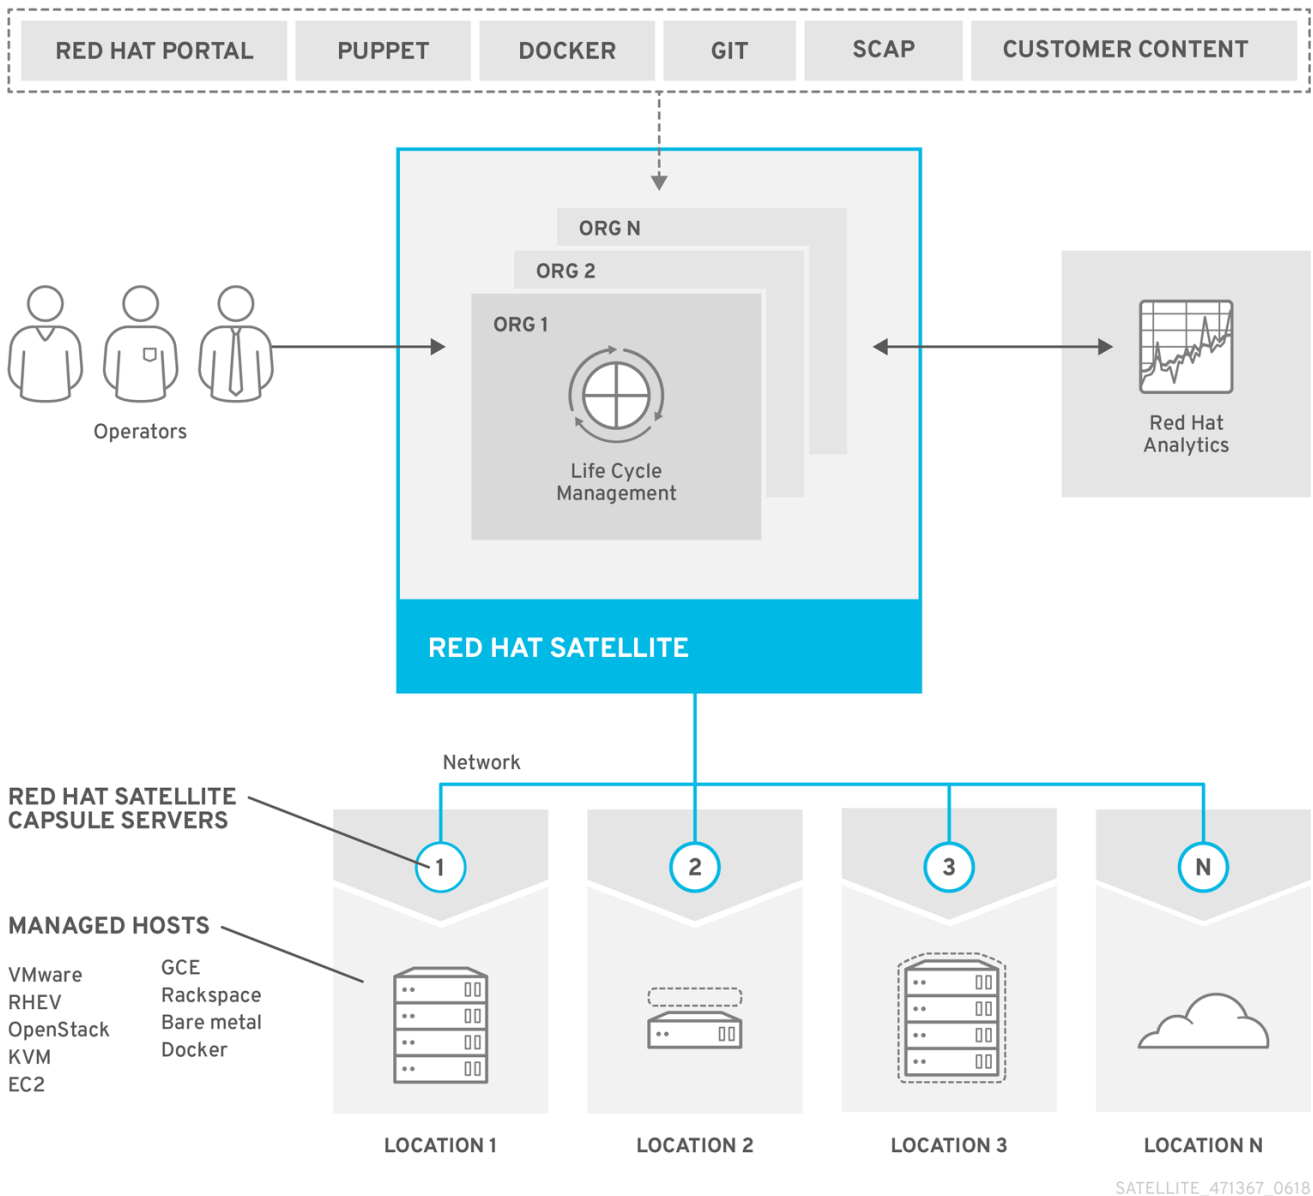 RED HAT PORTAL
PUPPET
DOCKER
GIT
SCAP
CUSTOMER CONTENT
ORG N
ORG 2
ORG 1
Life Cycle
Management
Operators
Red Hat
Analytics
RED HAT SATELLITE
Network
RED HAT SATELLITE
CAPSULE SERVERS
1
2
3
N
MANAGED HOSTS
VMware
RHEV
OpenStack
KVM
EC2
GCE
Rackspace
Bare metal
Docker
LOCATION 1
LOCATION 2
LOCATION 3
LOCATION N
SATELLITE_471367_0618